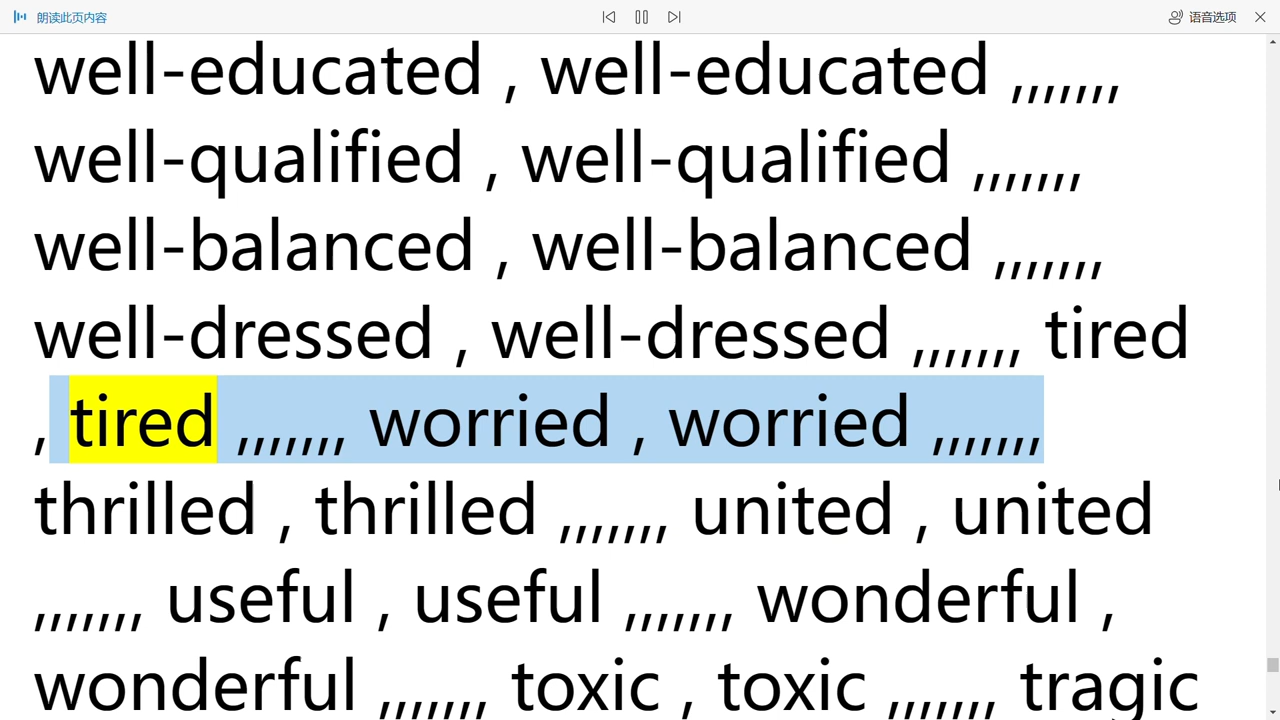 朗读此页内容
语音选项
well-educated , well-educated ,,,,,,,
well-qualified , well-qualified ,,,,,,,
well-balanced , well-balanced ,,,,,,,
well-dressed , well-dressed ,,,,,,, tired
, tired ,,,,,,, worried , worried ,,,,,,,
thrilled , thrilled ,,,,,,, united , united
,,,,,,, useful , useful ,,,,,,, wonderful ,
wonderful ,,,,,,, toxic , toxic ,,,,,,, tragic